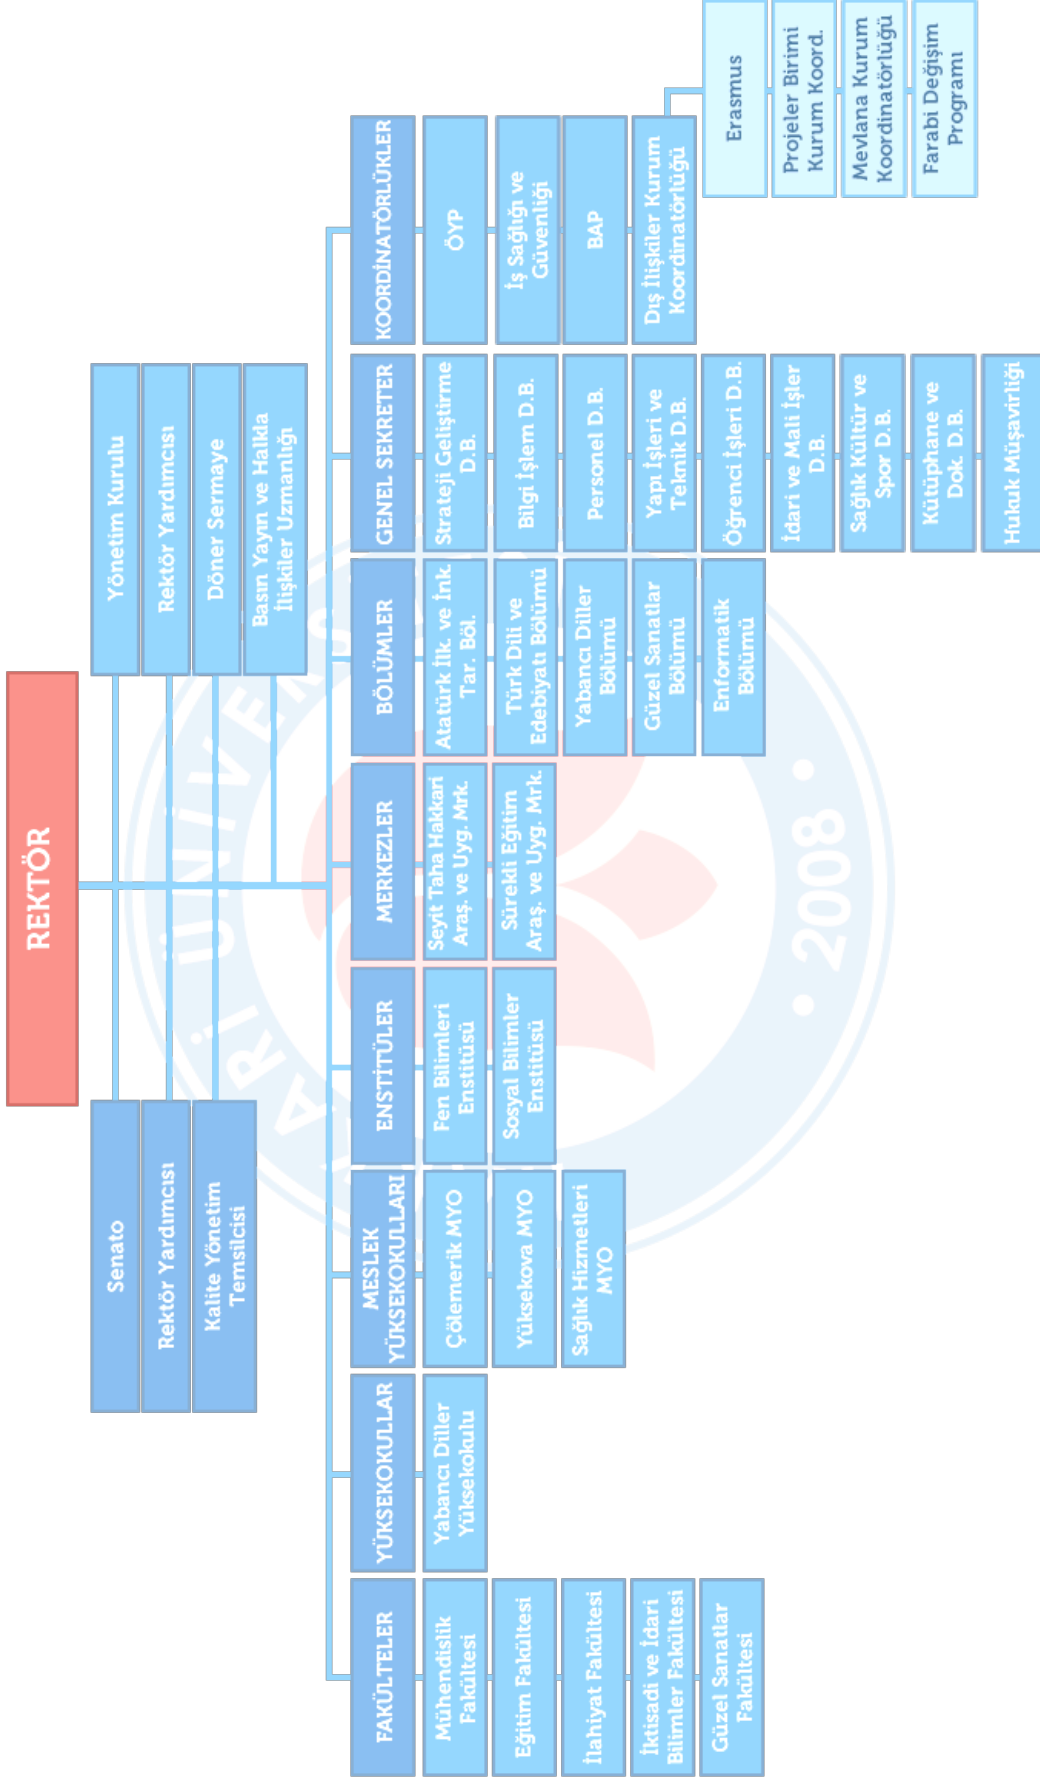 REKTÖR
Senato
Rektör Yardımcısı
Kalite Yönetim
Temsilcisi
Yönetim Kurulu
Rektör Yardımcısı
Döner Sermaye
Basın Yayın ve Halkla
İlişkiler Uzmanlığı
FAKÜLTELER
Mühendislik
Fakültesi
Eğitim Fakültesi
İlahiyat Fakültesi
İktisadi ve İdari
Bilimler Fakültesi
Güzel Sanatlar
Fakültesi
YÜKSEKOKULLAR
Yabancı Diller
Yüksekokulu
MESLEK
YÜKSEKOKULLARI
Çölemerik MYO
Yüksekova MYO
Sağlık Hizmetleri
MYO
ENSTİTÜLER
Fen Bilimleri
Enstitüsü
Sosyal Bilimler
Enstitüsü
MERKEZLER
Seyit Taha Hakkari
Araş. ve Uyg. Mrk.
Sürekli Eğitim
Araş. ve Uyg. Mrk.
BÖLÜMLER
Atatürk İlk. ve İnk.
Tar. Böl.
Türk Dili ve
Edebiyatı Bölümü
Yabancı Diller
Bölümü
Güzel Sanatlar
Bölümü
Enformatik
Bölümü
GENEL SEKRETER
Strateji Geliştirme
D.B.
Bilgi İşlem D.B.
Personel D.B.
Yapı İşleri ve
Teknik D.B.
Öğrenci İşleri D.B.
İdari ve Mali İşler
D.B.
Sağlık Kültür ve
Spor D.B.
Kütüphane ve
Dok. D.B.
Hukuk Müşavirliği
KOORDİNATÖRLÜKLER
ÖYP
İş Sağlığı ve
Güvenliği
BAP
Dış İlişkiler Kurum
Koordinatörlüğü
Erasmus
Projeler Birimi
Kurum Koord.
Mevlana Kurum
Koordinatörlüğü
Farabi Değişim
Programı
2008